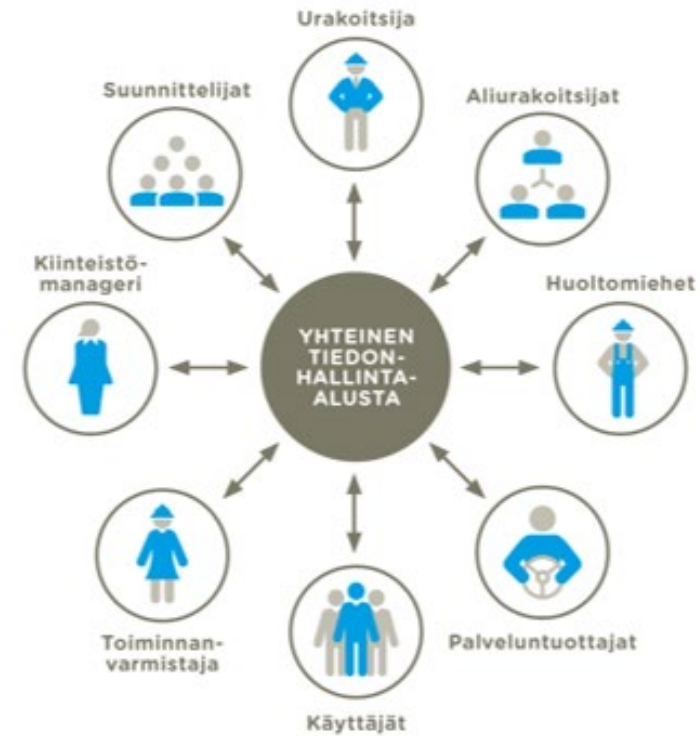 Urakoitsija
Suunnittelijat
Aliurakoitsijat
Kiinteistö-
manageri
Huoltomiehet
YHTEINEN
TIEDON-
HALLINTA-
ALUSTA
Toiminnan-
varmistaja
Palveluntuottajat
Käyttäjät